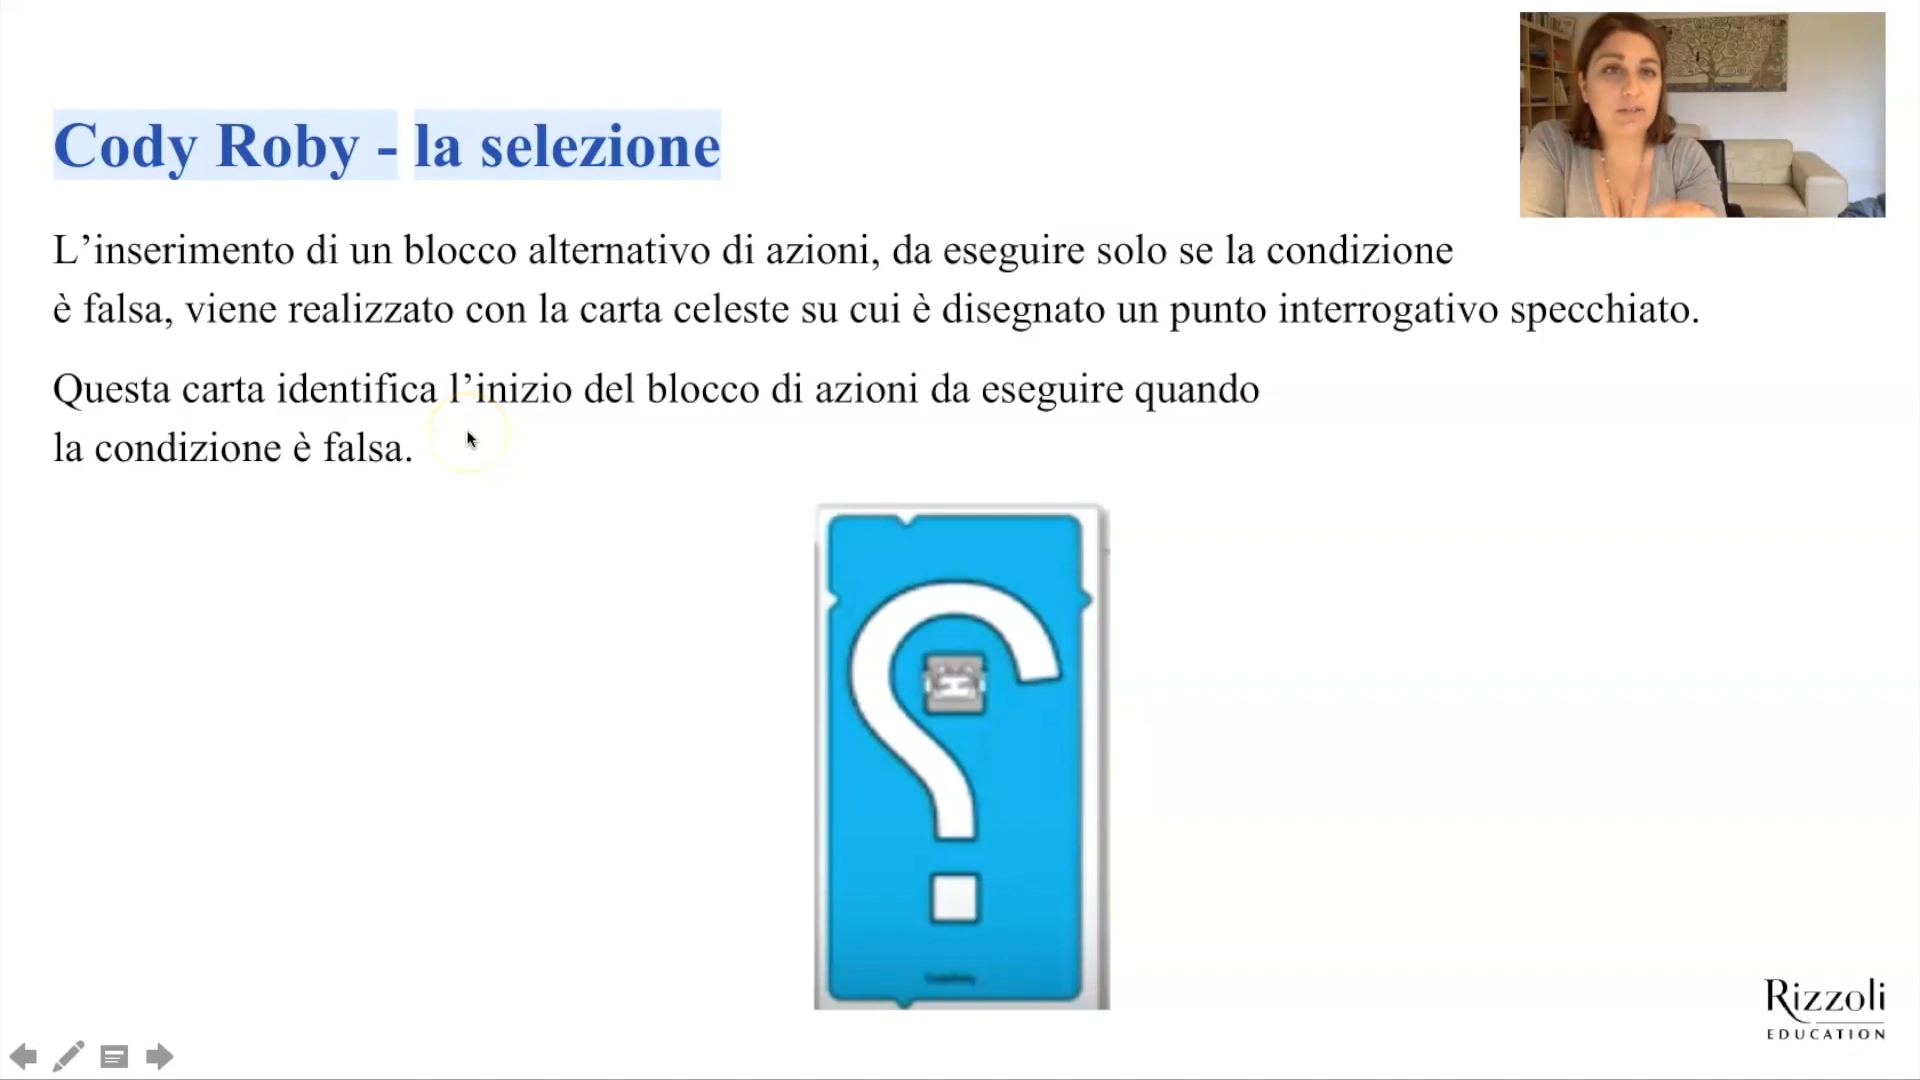 Cody Roby - la selezione
L’inserimento di un blocco alternativo di azioni, da eseguire solo se la condizione
è falsa, viene realizzato con la carta celeste su cui è disegnato un punto interrogativo specchiato.
Questa carta identifica l’inizio del blocco di azioni da eseguire quando
la condizione è falsa.
Rizzoli
EDUCATION